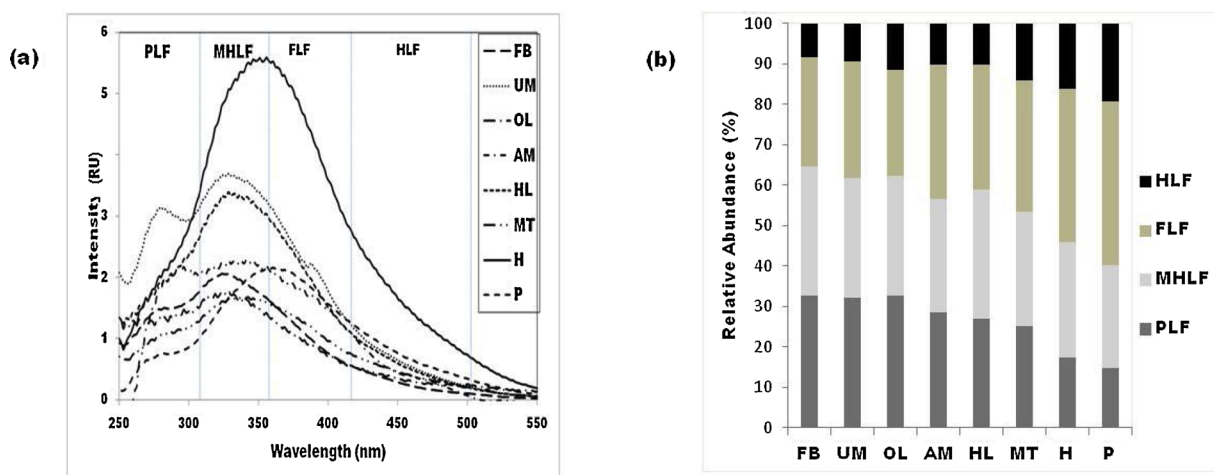 (a)
6
5
4
3
2
1
0
Intensity (RU)
PLF MHLF FLF HLF
FB
UM
OL
AM
HL
MT
H
P
250 300 350 400 450 500 550
Wavelength (nm)
(b)
100
90
80
70
60
50
40
30
20
10
0
Relative Abundance (%)
FB UM OL AM HL MT H P
HLF
FLF
MHLF
PLF